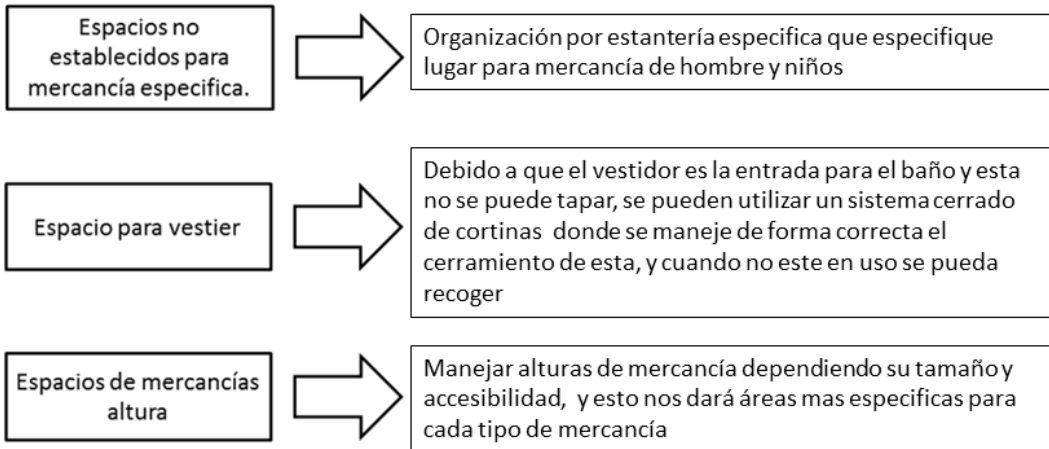 Espacios no
establecidos para
mercancía especifica.
Organización por estantería especifica que especifique
lugar para mercancía de hombre y niños
Espacio para vestier
Debido a que el vestidor es la entrada para el baño y esta
no se puede tapar, se pueden utilizar un sistema cerrado
de cortinas donde se maneje de forma correcta el
cerramiento de esta, y cuando no este en uso se pueda
recoger
Espacios de mercancías
altura
Manejar alturas de mercancía dependiendo su tamaño y
accesibilidad, y esto nos dará áreas mas especificas para
cada tipo de mercancía